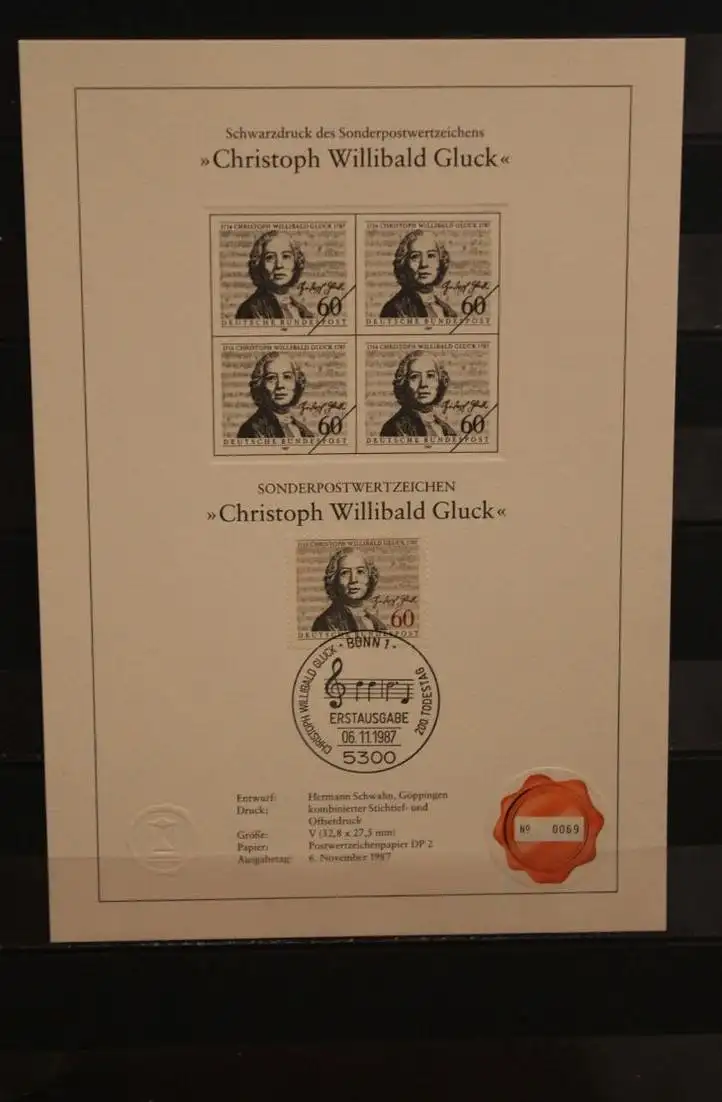 Schwarzdruck des Sonderpostwertzeichens
»Christoph Willibald Gluck«
1714 CHRISTOPH WILLIBALD GLUCK 1787
60
DEUTSCHE BUNDESPOST
1987
1714 CHRISTOPH WILLIBALD GLUCK 1787
60
DEUTSCHE BUNDESPOST
1987
1714 CHRISTOPH WILLIBALD GLUCK 1787
60
DEUTSCHE BUNDESPOST
1987
1714 CHRISTOPH WILLIBALD GLUCK 1787
60
DEUTSCHE BUNDESPOST
1987
SONDERPOSTWERTZEICHEN
»Christoph Willibald Gluck«
1714 CHRISTOPH WILLIBALD GLUCK 1787
60
DEUTSCHE BUNDESPOST
CHRISTOPH WILLIBALD GLUCK - BONN 1 - 200. TODESTAG
ERSTAUSGABE
06.11.1987
5300
Entwurf: Hermann Schwahn, Göppingen
Druck: kombinierter Stichtief- und
Offsetdruck
Größe: V (32,8 x 27,5 mm)
Papier: Postwertzeichenpapier DP 2
Ausgabetag: 6. November 1987
No 0069